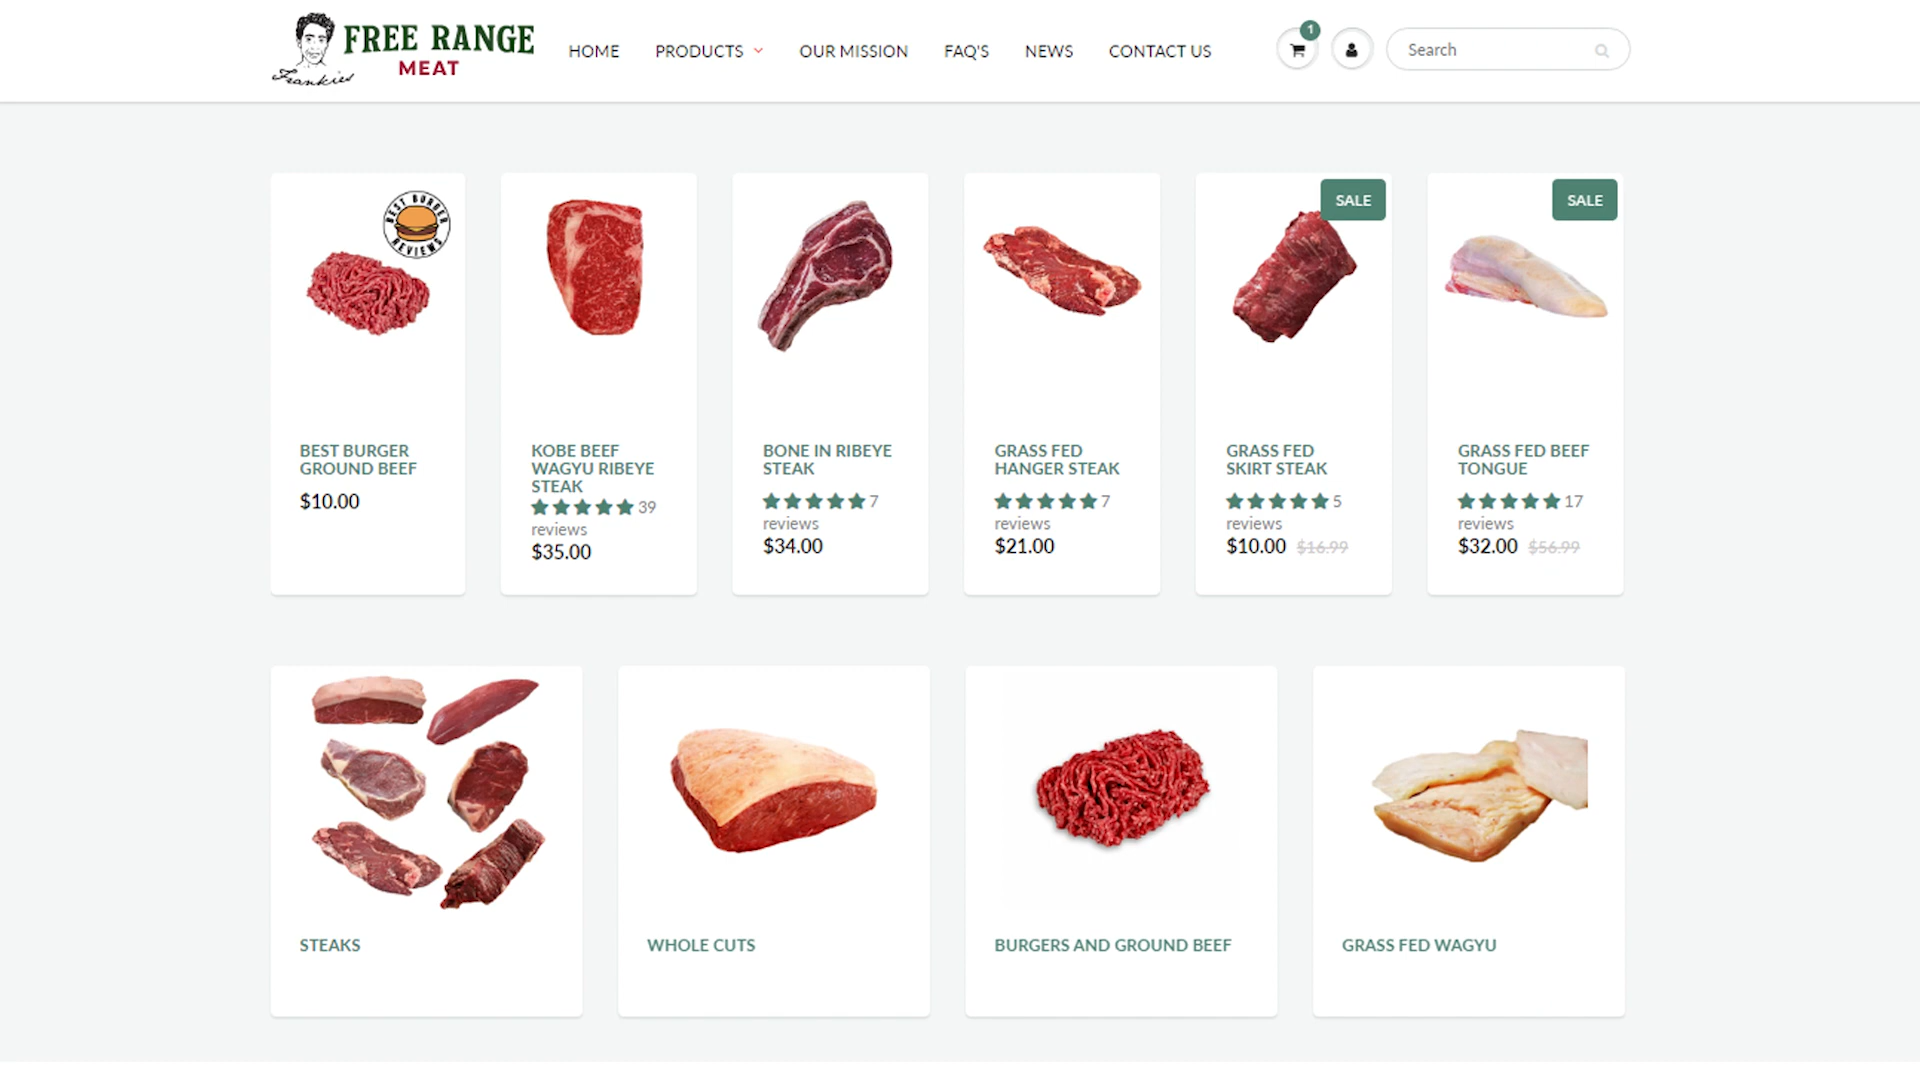 FREE RANGE
MEAT
Frankies
HOME
PRODUCTS
OUR MISSION
FAQ'S
NEWS
CONTACT US
1
Search
BEST BURGER
REVIEWS
BEST BURGER
GROUND BEEF
$10.00
KOBE BEEF
WAGYU RIBEYE
STEAK
39
reviews
$35.00
BONE IN RIBEYE
STEAK
7
reviews
$34.00
GRASS FED
HANGER STEAK
7
reviews
$21.00
SALE
GRASS FED
SKIRT STEAK
5
reviews
$10.00 $16.99
SALE
GRASS FED BEEF
TONGUE
17
reviews
$32.00 $56.99
STEAKS
WHOLE CUTS
BURGERS AND GROUND BEEF
GRASS FED WAGYU